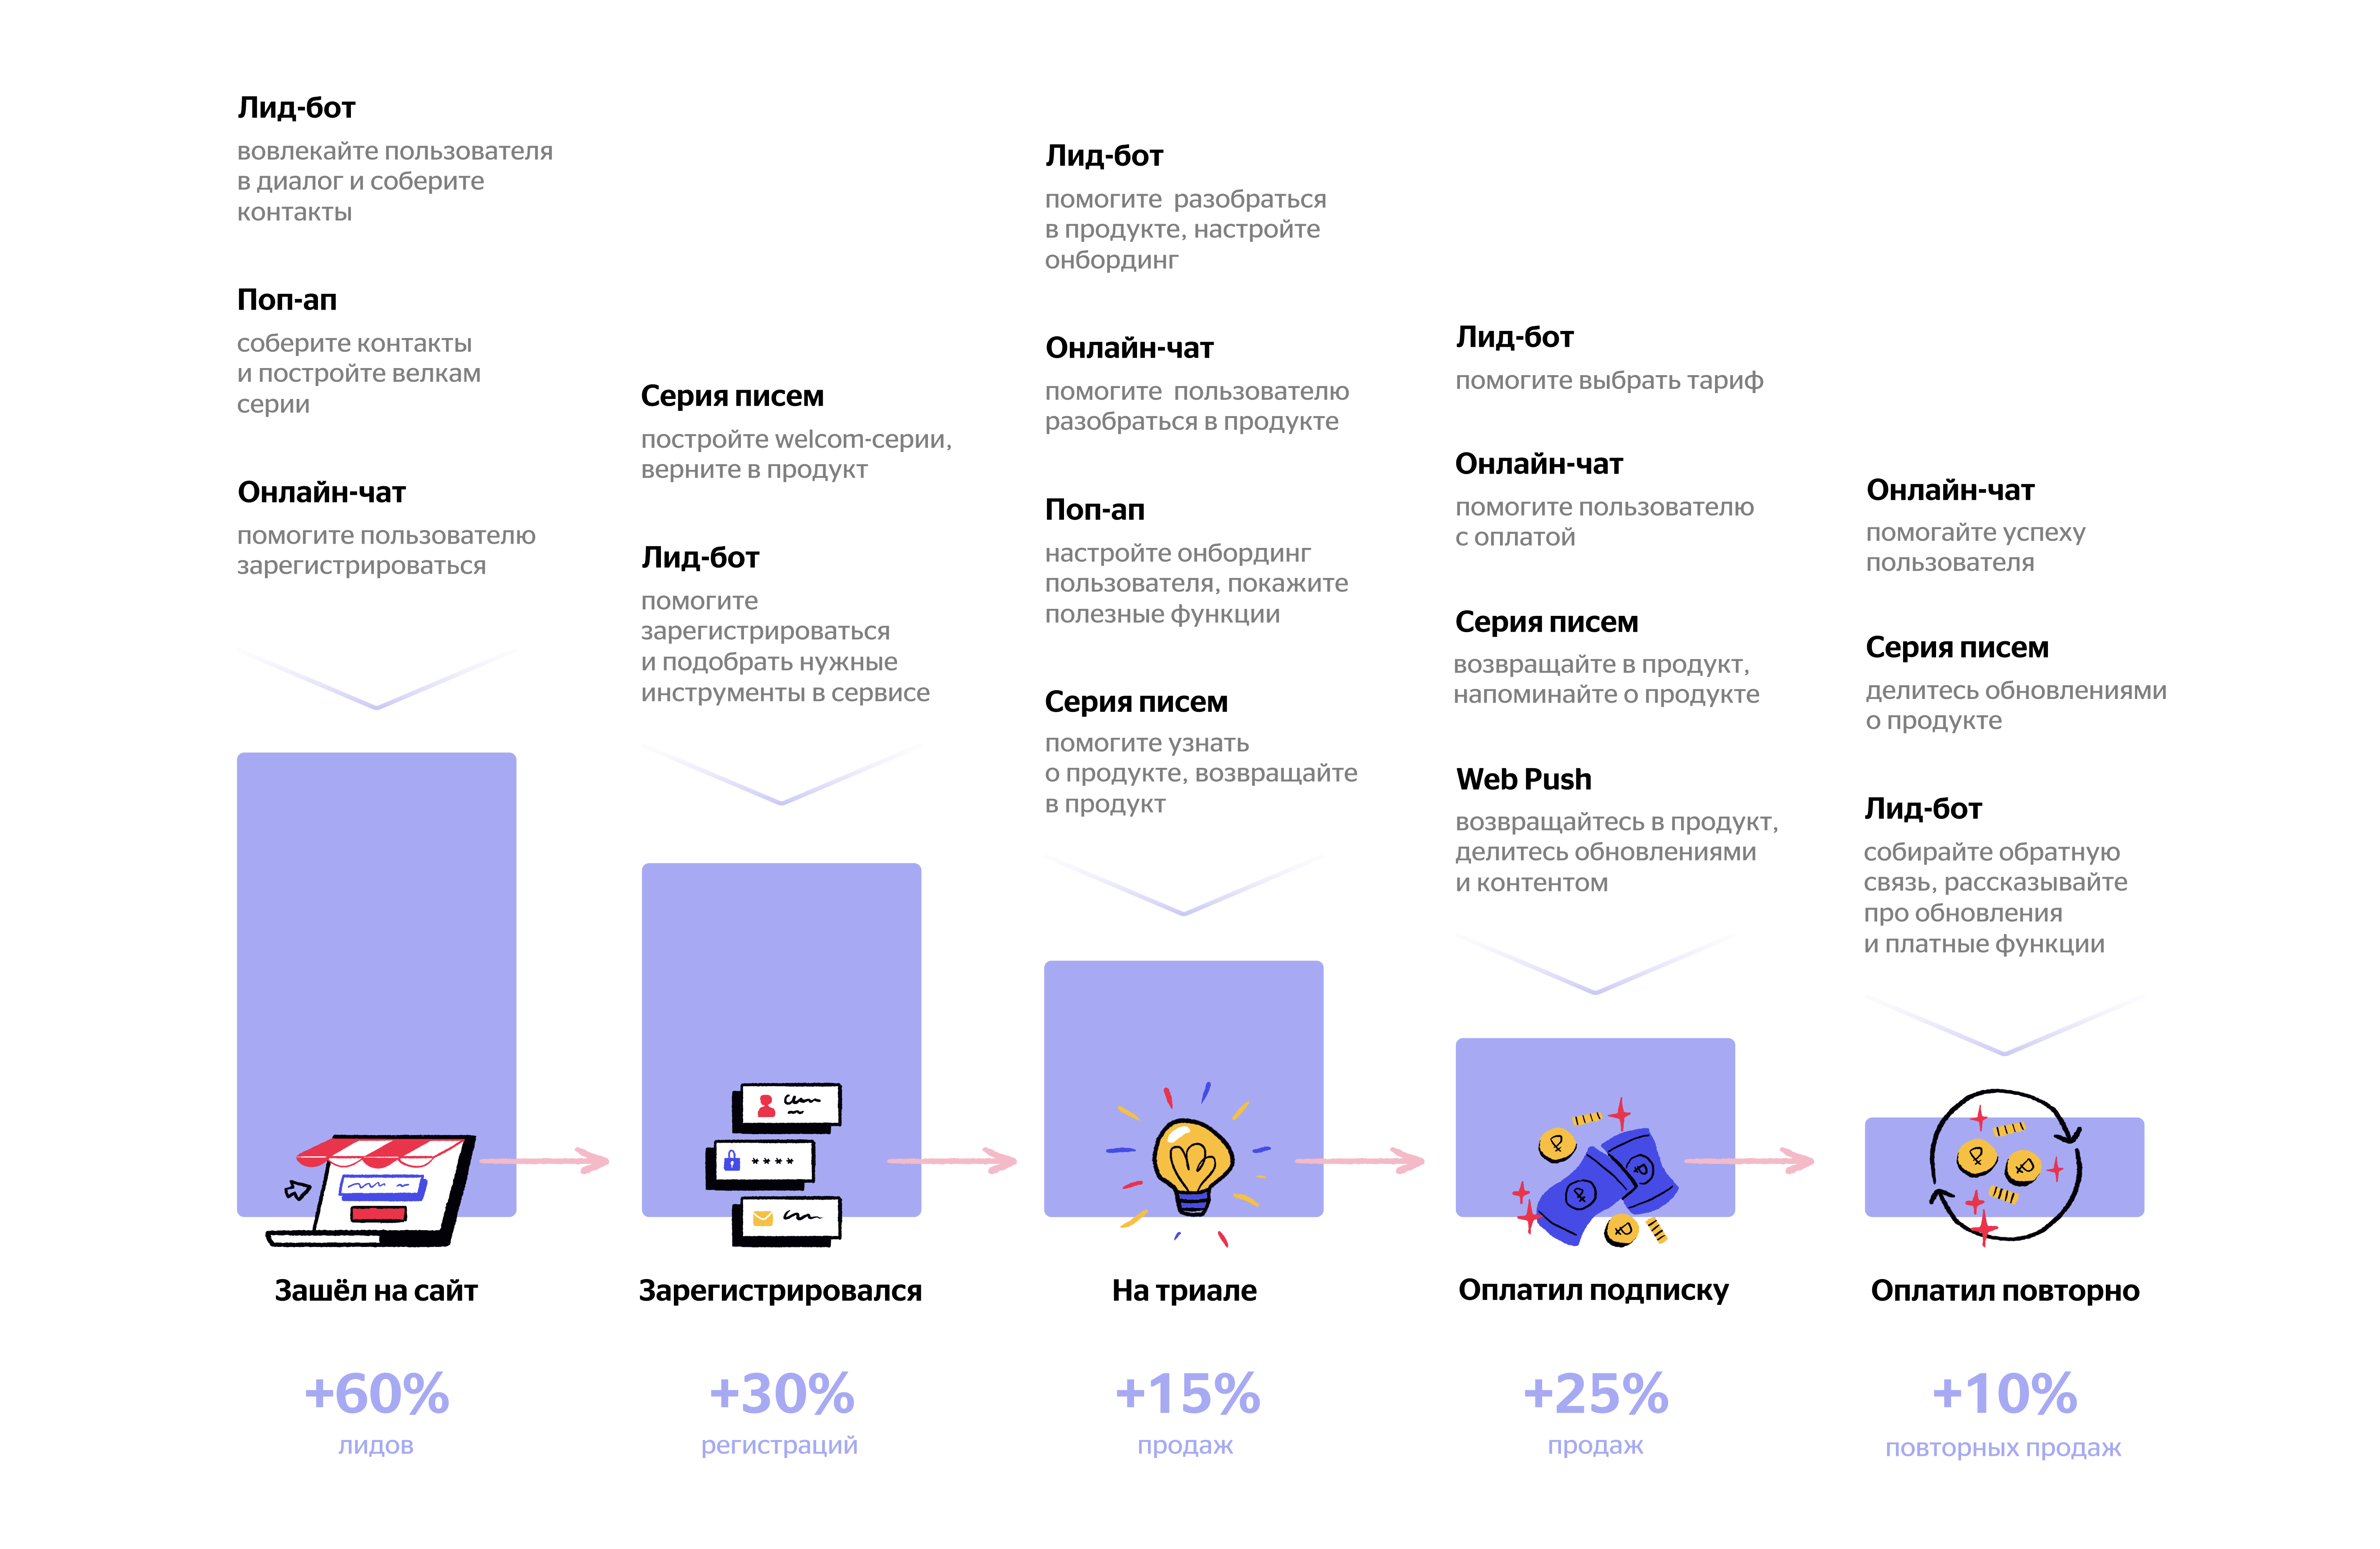 Лид-бот
вовлекайте пользователя
в диалог и соберите
контакты
Поп-ап
соберите контакты
и постройте велкам
серии
Онлайн-чат
помогите пользователю
зарегистрироваться
Серия писем
постройте welcom-серии,
верните в продукт
Лид-бот
помогите
зарегистрироваться
и подобрать нужные
инструменты в сервисе
Лид-бот
помогите разобраться
в продукте, настройте
онбординг
Онлайн-чат
помогите пользователю
разобраться в продукте
Поп-ап
настройте онбординг
пользователя, покажите
полезные функции
Серия писем
помогите узнать
о продукте, возвращайте
в продукт
Лид-бот
помогите выбрать тариф
Онлайн-чат
помогите пользователю
с оплатой
Серия писем
возвращайте в продукт,
напоминайте о продукте
Web Push
возвращайтесь в продукт,
делитесь обновлениями
и контентом
Онлайн-чат
помогайте успеху
пользователя
Серия писем
делитесь обновлениями
о продукте
Лид-бот
собирайте обратную
связь, рассказывайте
про обновления
и платные функции
Зашёл на сайт
Зарегистрировался
На триале
Оплатил подписку
Оплатил повторно
+60%
лидов
+30%
регистраций
+15%
продаж
+25%
продаж
+10%
повторных продаж